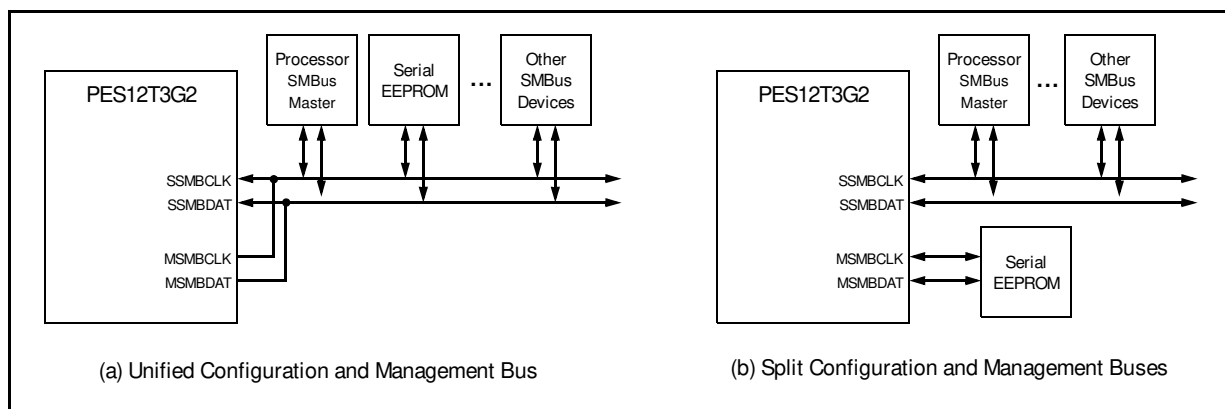 PES12T3G2
Processor
SMBus
Master
Serial
EEPROM
...
Other
SMBus
Devices
SSMBCLK
SSMBDAT
MSMBCLK
MSMBDAT
(a) Unified Configuration and Management Bus
PES12T3G2
Processor
SMBus
Master
...
Other
SMBus
Devices
SSMBCLK
SSMBDAT
MSMBCLK
MSMBDAT
Serial
EEPROM
(b) Split Configuration and Management Buses